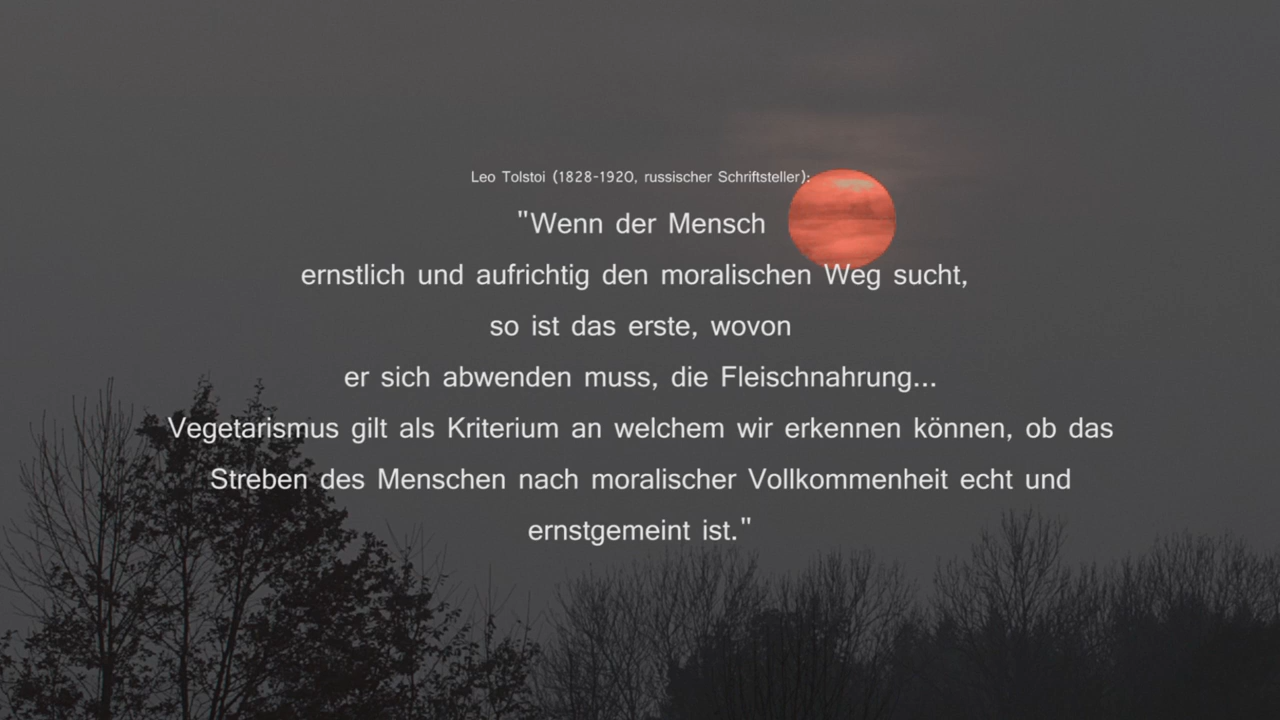 Leo Tolstoi (1828-1920, russischer Schriftsteller):
"Wenn der Mensch
ernstlich und aufrichtig den moralischen Weg sucht,
so ist das erste, wovon
er sich abwenden muss, die Fleischnahrung...
Vegetarismus gilt als Kriterium an welchem wir erkennen können, ob das
Streben des Menschen nach moralischer Vollkommenheit echt und
ernstgemeint ist."